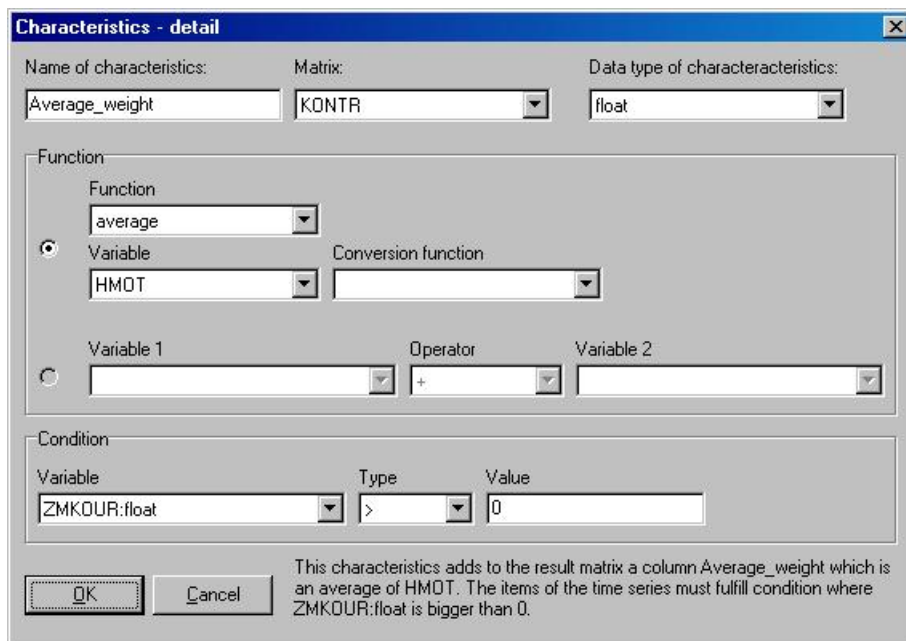 Characteristics - detail
Name of characteristics: Matrix: Data type of characteracteristics:
Average_weight KONTR float
Function
Function
average
Variable Conversion function
HMOT
Variable 1 Operator Variable 2
+
Condition
Variable Type Value
ZMKOUR:float > 0
OK Cancel
This characteristics adds to the result matrix a column Average_weight which is
an average of HMOT. The items of the time series must fulfill condition where
ZMKOUR:float is bigger than 0.